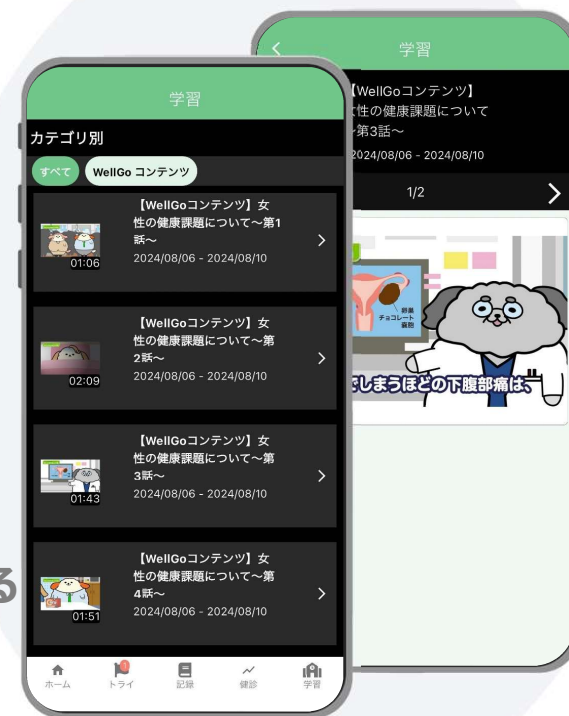 学習
カテゴリ別
すべて
WellGo コンテンツ
【WellGoコンテンツ】女
性の健康課題について～第1
話～
2024/08/06 - 2024/08/10
01:06
【WellGoコンテンツ】女
性の健康課題について～第
2話～
2024/08/06 - 2024/08/10
02:09
【WellGoコンテンツ】女
性の健康課題について～第
3話～
2024/08/06 - 2024/08/10
01:43
【WellGoコンテンツ】女
性の健康課題について～第
4話～
2024/08/06 - 2024/08/10
01:51
ホーム
トライ
1
記録
健診
学習
る
学習
【WellGoコンテンツ】
性の健康課題について
第3話～
2024/08/06 - 2024/08/10
1/2
卵巣
チョコレート
嚢胞
でしまうほどの下腹部痛は、